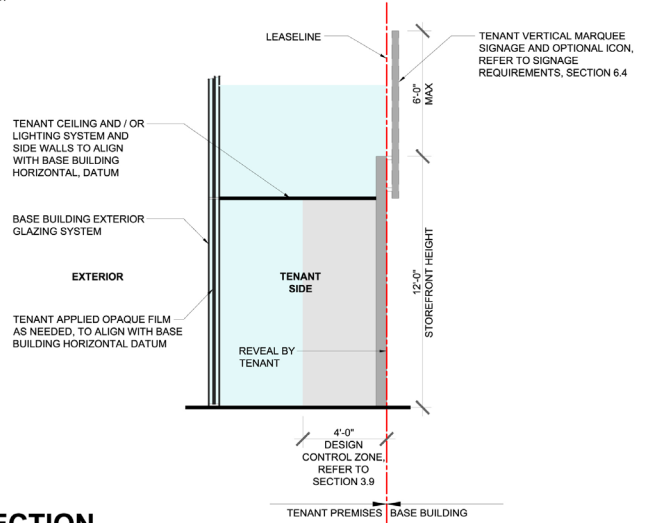 LEASELINE
TENANT VERTICAL MARQUEE
SIGNAGE AND OPTIONAL ICON,
REFER TO SIGNAGE
REQUIREMENTS, SECTION 6.4
6'-0"
MAX
TENANT CEILING AND / OR
LIGHTING SYSTEM AND
SIDE WALLS TO ALIGN
WITH BASE BUILDING
HORIZONTAL, DATUM
BASE BUILDING EXTERIOR
GLAZING SYSTEM
EXTERIOR
TENANT
SIDE
12'-0"
STOREFRONT HEIGHT
TENANT APPLIED OPAQUE FILM
AS NEEDED, TO ALIGN WITH BASE
BUILDING HORIZONTAL DATUM
REVEAL BY
TENANT
4'-0"
DESIGN
CONTROL ZONE,
REFER TO
SECTION 3.9
TENANT PREMISES
BASE BUILDING